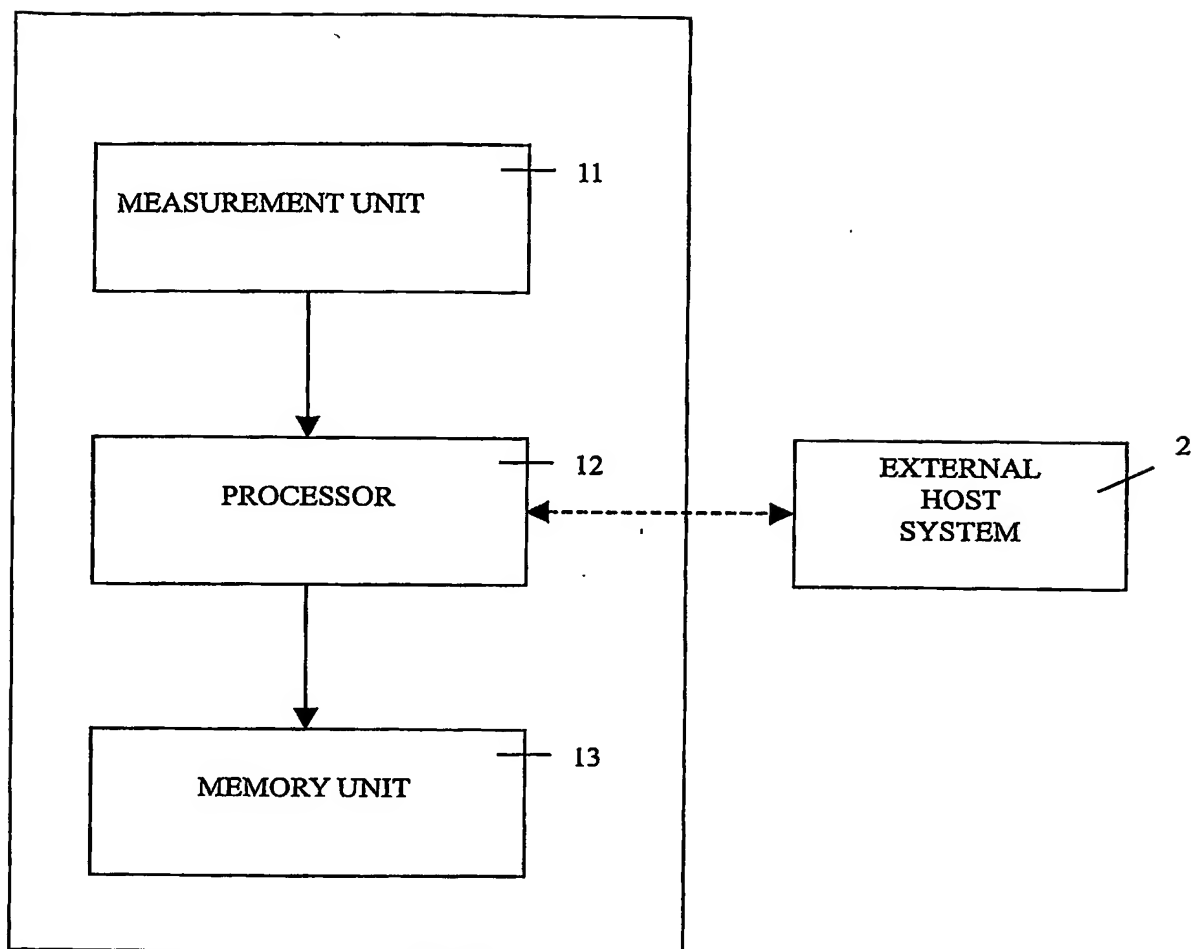 11
MEASUREMENT UNIT
12
PROCESSOR
2
EXTERNAL
HOST
SYSTEM
13
MEMORY UNIT